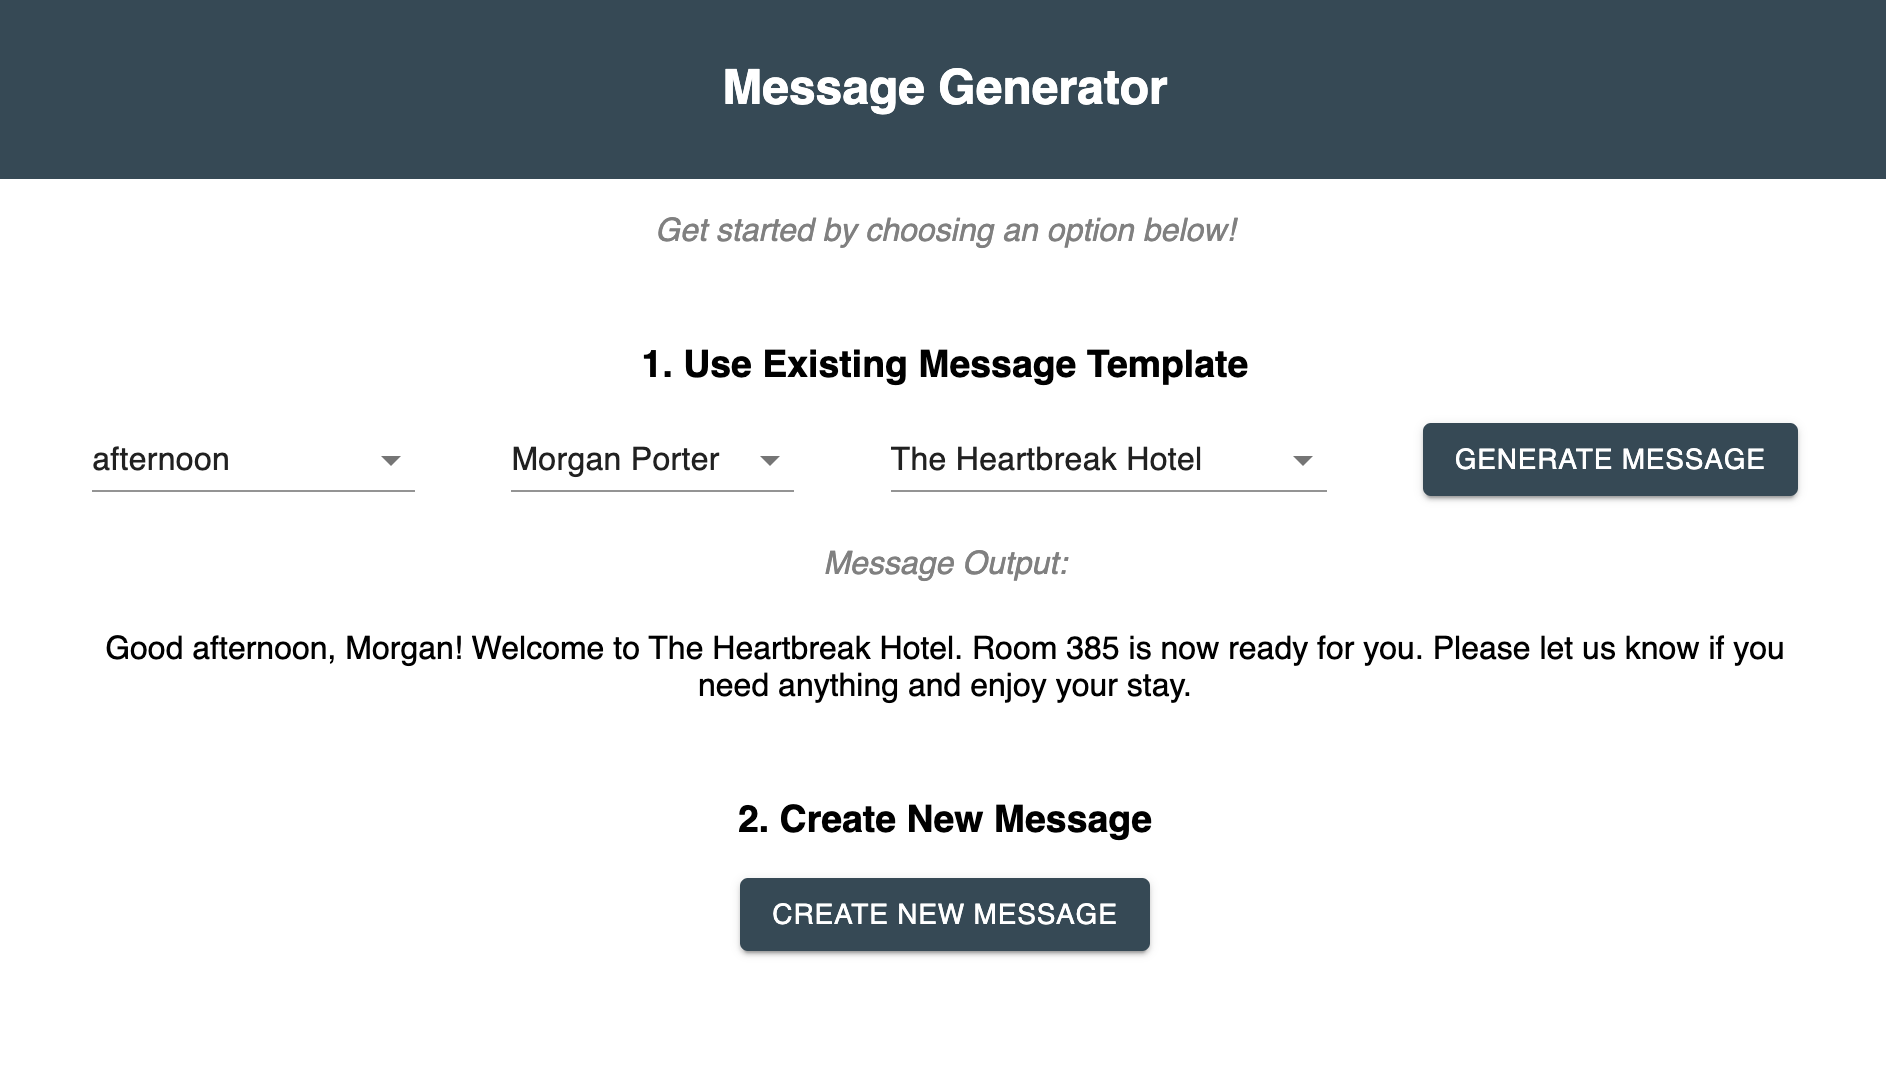 Message Generator
Get started by choosing an option below!
1. Use Existing Message Template
afternoon
Morgan Porter
The Heartbreak Hotel
GENERATE MESSAGE
Message Output:
Good afternoon, Morgan! Welcome to The Heartbreak Hotel. Room 385 is now ready for you. Please let us know if you
need anything and enjoy your stay.
2. Create New Message
CREATE NEW MESSAGE